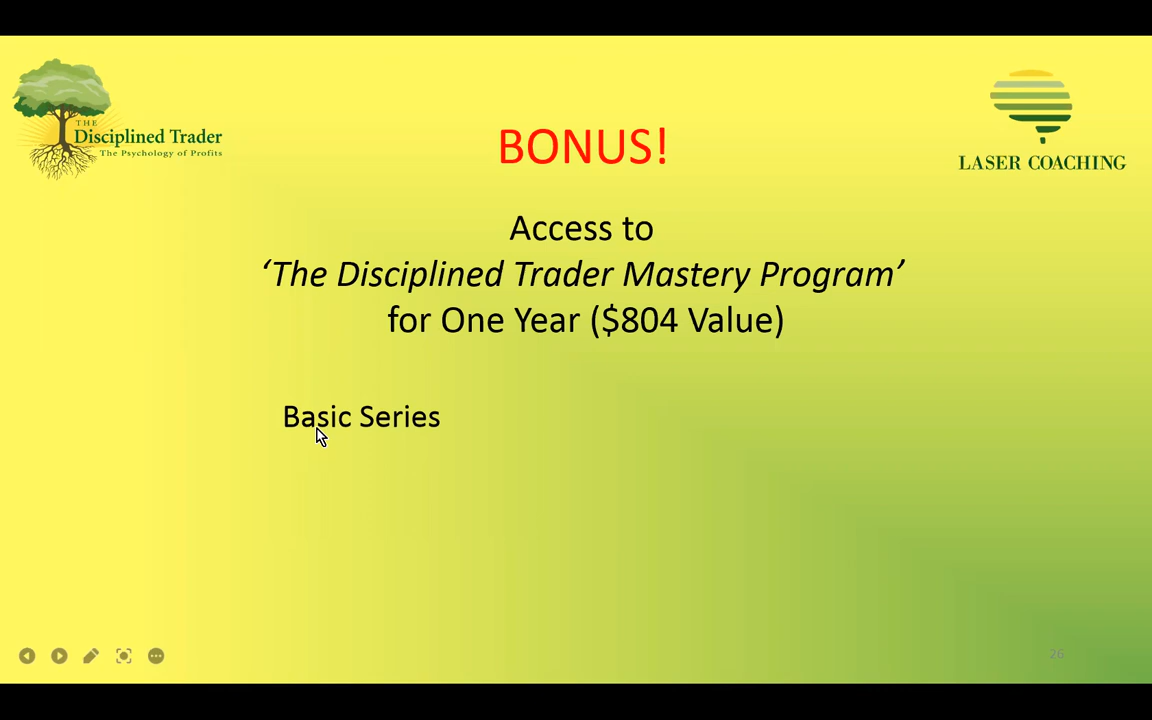 THE
Disciplined Trader
The Psychology of Profits
LASER COACHING
BONUS!
Access to
‘The Disciplined Trader Mastery Program’
for One Year ($804 Value)
Basic Series
26